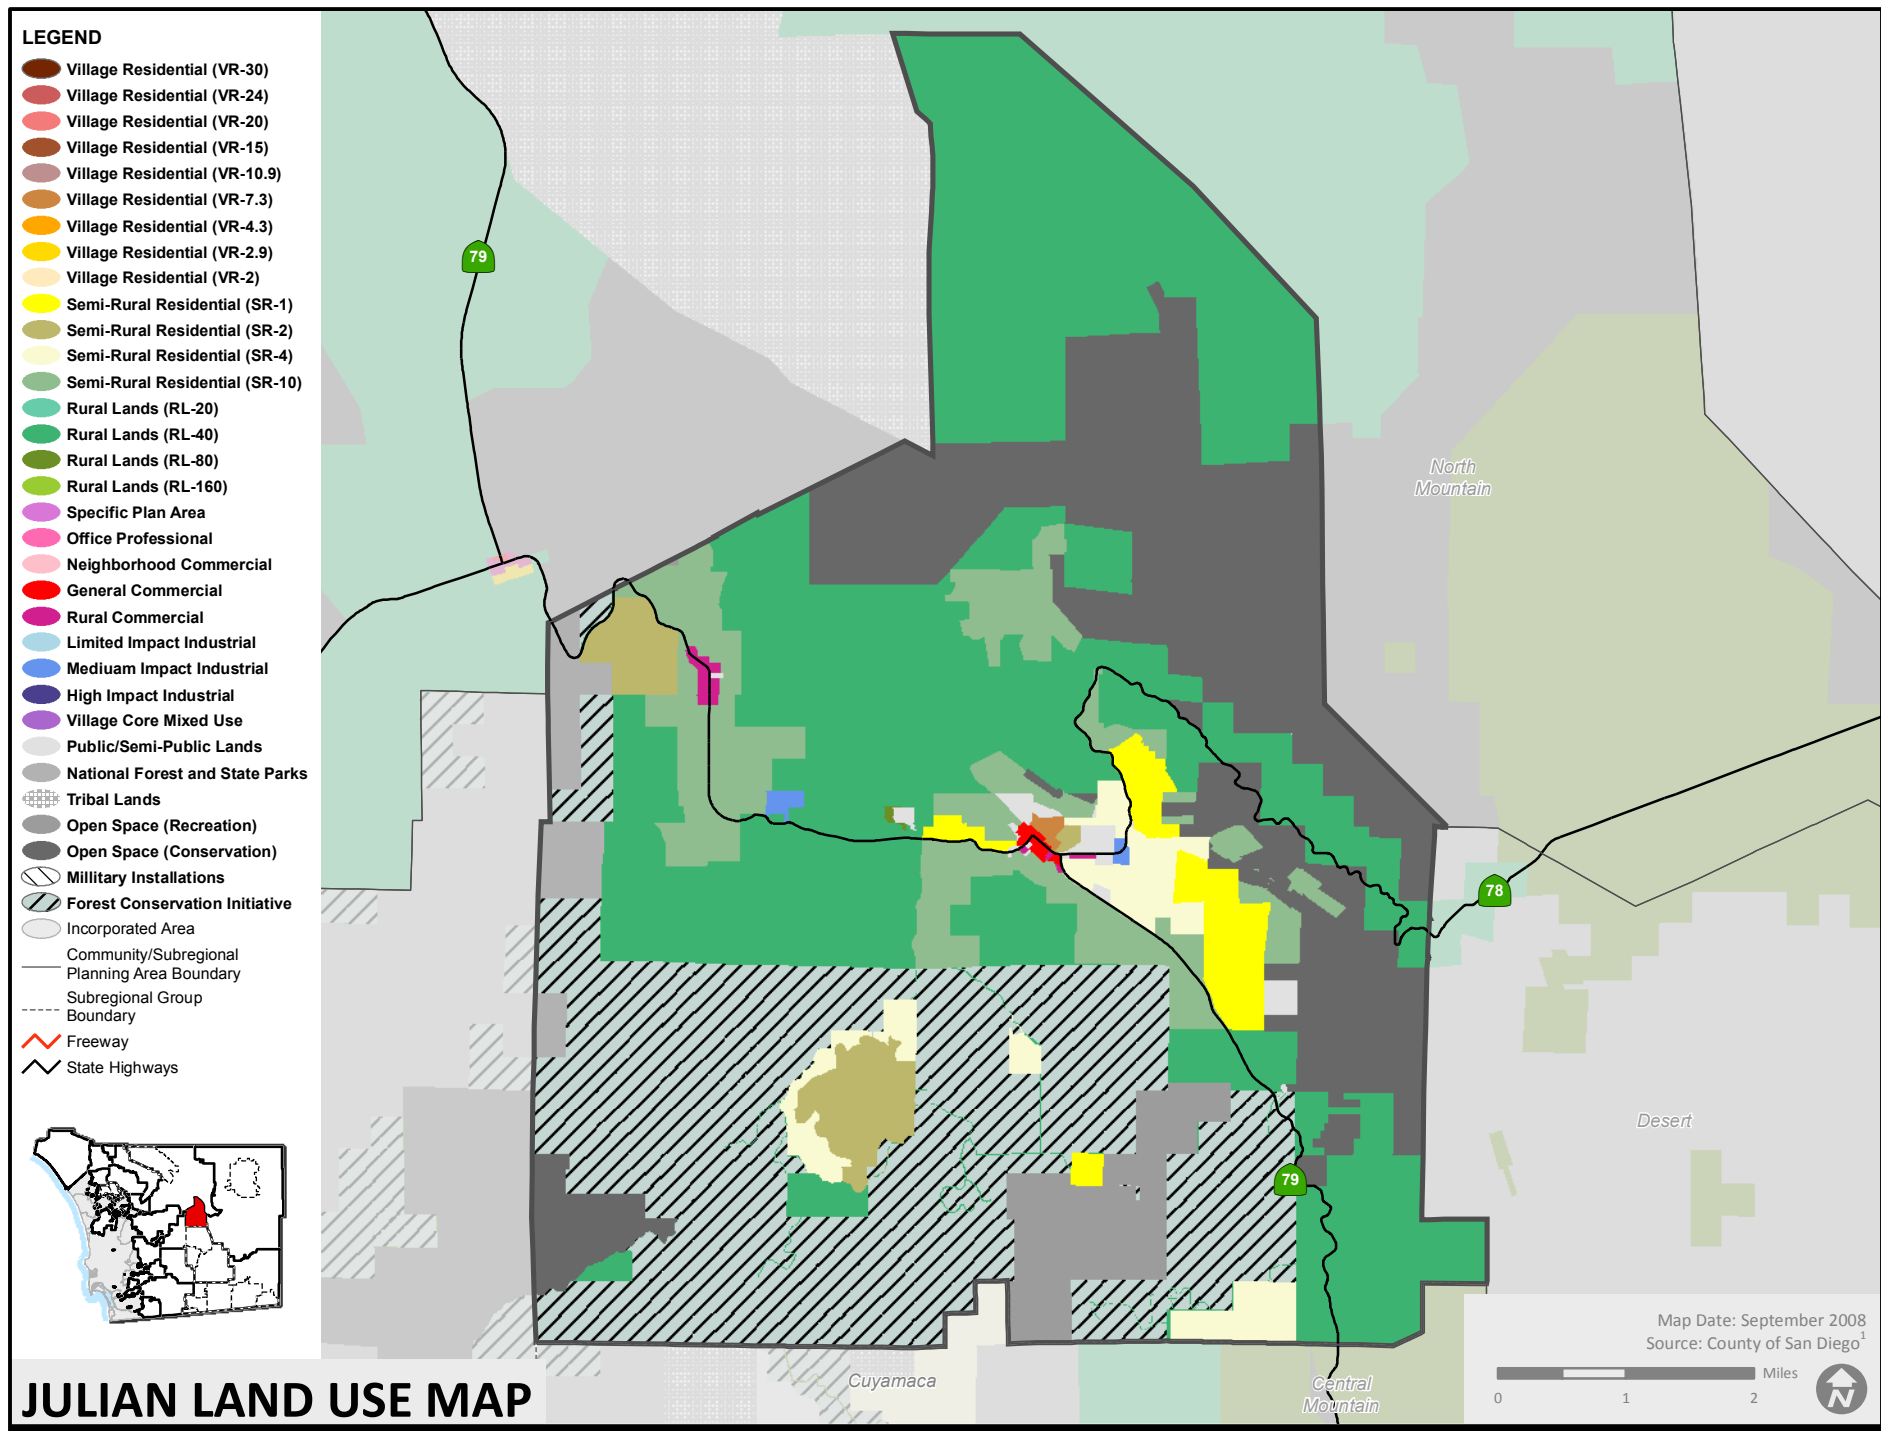 LEGEND
Village Residential (VR-30)
Village Residential (VR-24)
Village Residential (VR-20)
Village Residential (VR-15)
Village Residential (VR-10.9)
Village Residential (VR-7.3)
Village Residential (VR-4.3)
Village Residential (VR-2.9)
Village Residential (VR-2)
Semi-Rural Residential (SR-1)
Semi-Rural Residential (SR-2)
Semi-Rural Residential (SR-4)
Semi-Rural Residential (SR-10)
Rural Lands (RL-20)
Rural Lands (RL-40)
Rural Lands (RL-80)
Rural Lands (RL-160)
Specific Plan Area
Office Professional
Neighborhood Commercial
General Commercial
Rural Commercial
Limited Impact Industrial
Mediuam Impact Industrial
High Impact Industrial
Village Core Mixed Use
Public/Semi-Public Lands
National Forest and State Parks
Tribal Lands
Open Space (Recreation)
Open Space (Conservation)
Millitary Installations
Forest Conservation Initiative
Incorporated Area
Community/Subregional
Planning Area Boundary
Subregional Group
Boundary
Freeway
State Highways
79
North
Mountain
78
Desert
79
Cuyamaca
Central
Mountain
Map Date: September 2008
Source: County of San Diego1
Miles
0 1 2
N
JULIAN LAND USE MAP